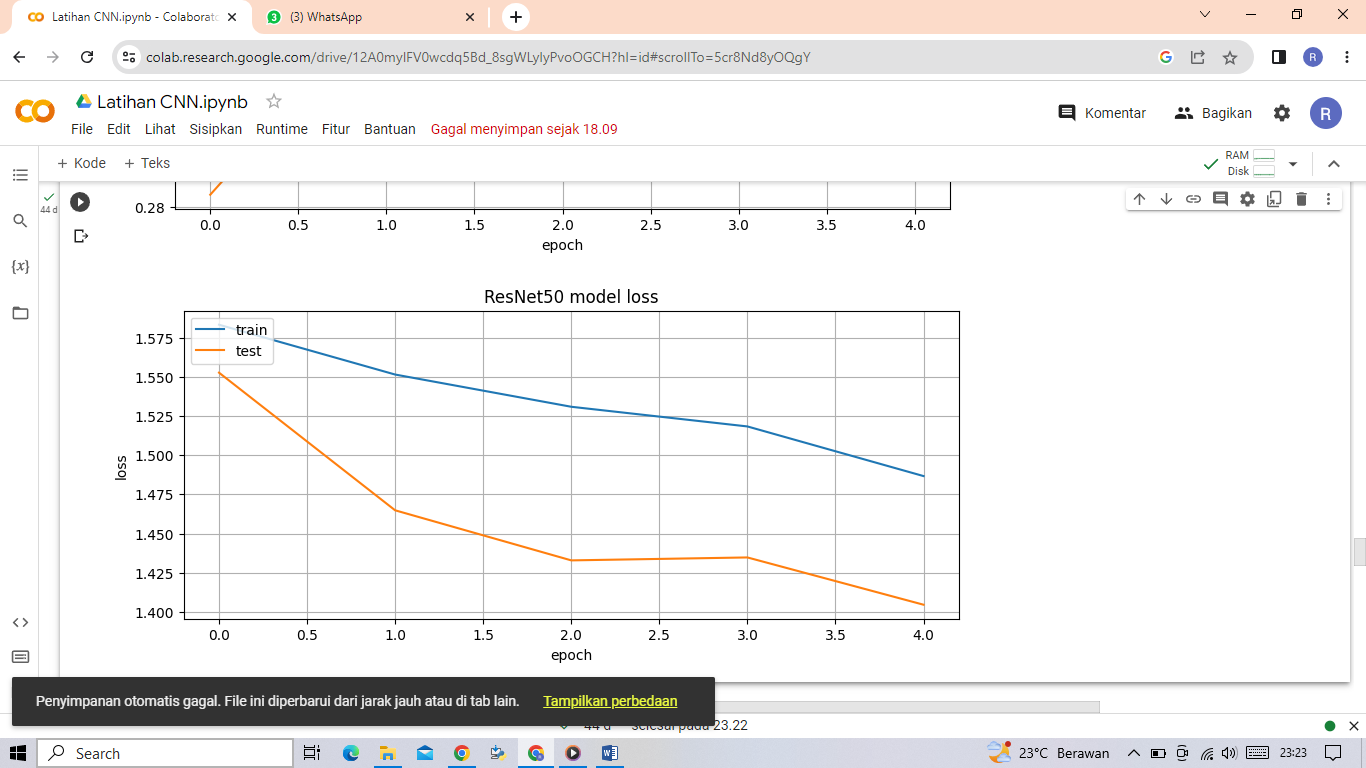 Latihan CNN.ipynb - Colaborato
(3) WhatsApp
colab.research.google.com/drive/12A0mylFV0wcdq5Bd_8sgWLylyPvoOGCH?hl=id#scrollTo=5cr8Nd8yOQgY
R
Latihan CNN.ipynb
Komentar
Bagikan
R
File Edit Lihat Sisipkan Runtime Fitur Bantuan Gagal menyimpan sejak 18.09
+ Kode + Teks
RAM
Disk
44 d
{x}
0.28
0.0 0.5 1.0 1.5 2.0 2.5 3.0 3.5 4.0
epoch
ResNet50 model loss
train
test
1.575
1.550
1.525
1.500
1.475
1.450
1.425
1.400
loss
0.0 0.5 1.0 1.5 2.0 2.5 3.0 3.5 4.0
epoch
Penyimpanan otomatis gagal. File ini diperbarui dari jarak jauh atau di tab lain. Tampilkan perbedaan
44 d selesai pada 23.22
Search
23°C Berawan
23:23